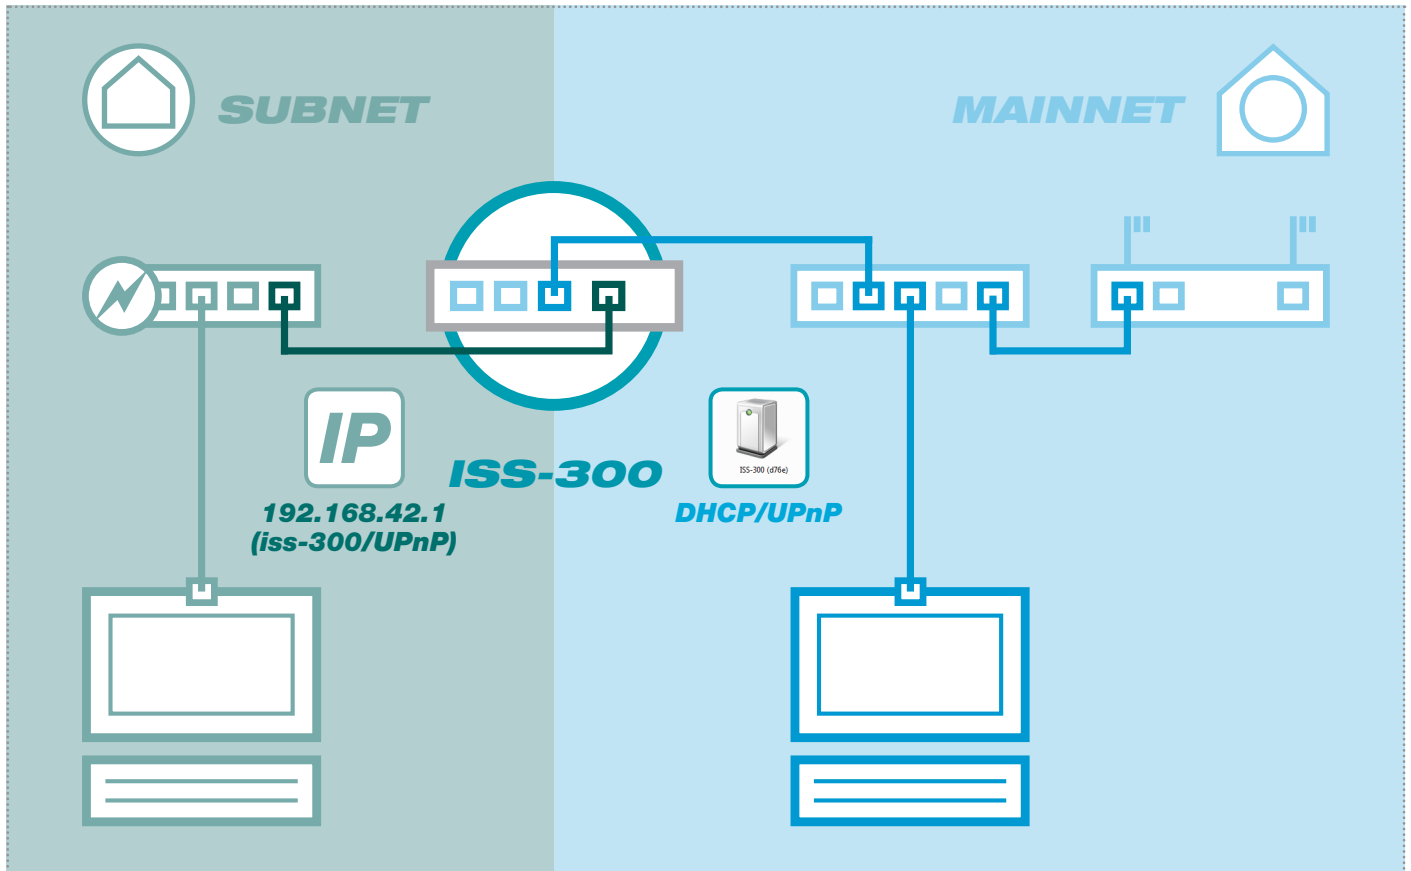 SUBNET
MAINNET
IP
ISS-300 (d76e)
ISS-300
192.168.42.1
(iss-300/UPnP)
DHCP/UPnP